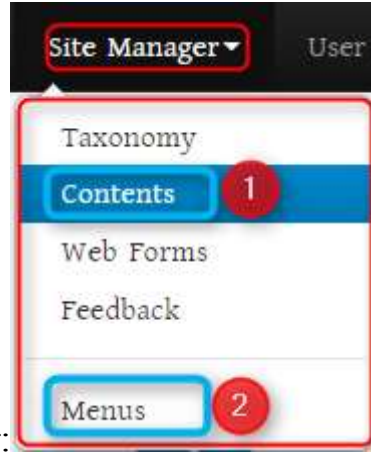 Site Manager User
Taxonomy
Contents 1
Web Forms
Feedback
Menus 2
: